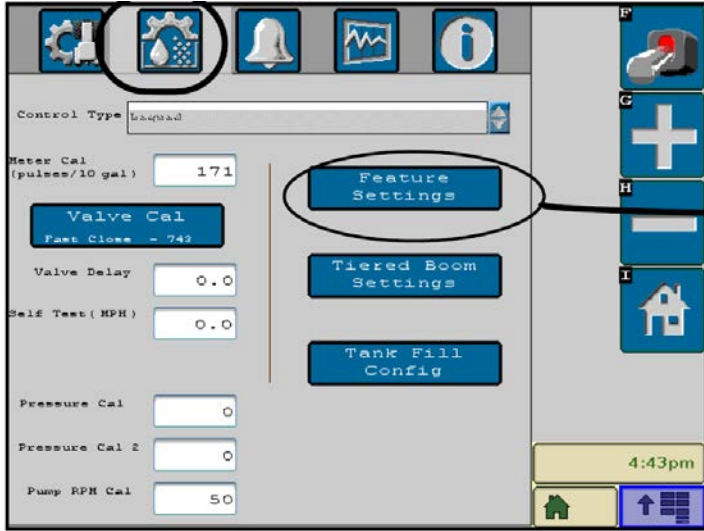 F
Control Type Liquid
G
Meter Cal
(pulses/10 gal)
171
Feature
Settings
H
Valve Cal
Fast Close - 743
Valve Delay
0.0
Tiered Boom
Settings
I
Self Test(MPH)
0.0
Tank Fill
Config
Pressure Cal
0
Pressure Cal 2
0
4:43pm
Pump RPM Cal
50